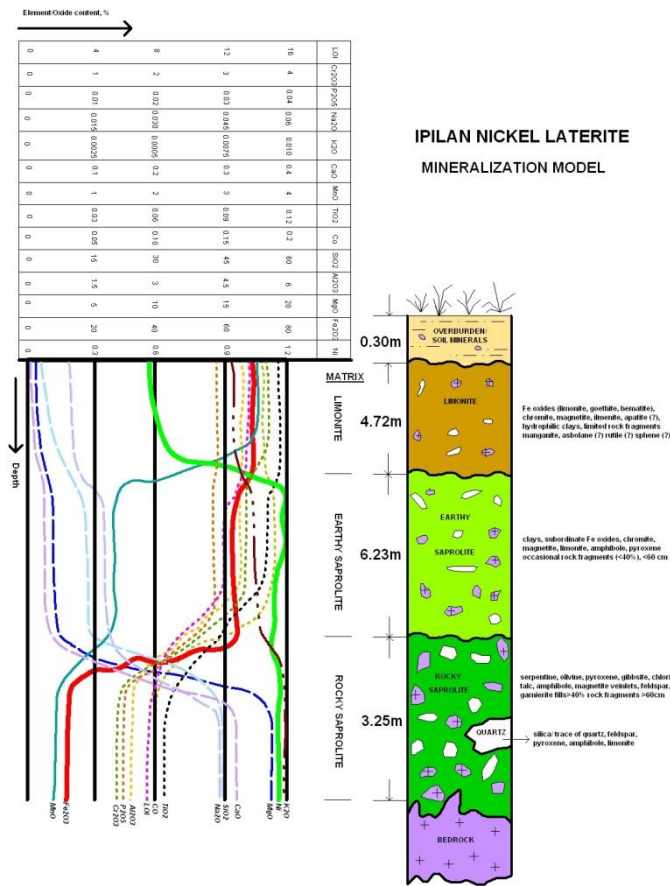 Element/Oxide content, %
0 4 8 12 16 LOI
0 1 2 3 4 Cr2O3
0 0.01 0.02 0.03 0.04 P2O5
0 0.015 0.030 0.045 0.06 Na2O
0 0.0025 0.0005 0.0075 0.010 K2O
0 0.1 0.2 0.3 0.4 CaO
0 1 2 3 4 MnO
0 0.03 0.06 0.09 0.12 TiO2
0 0.05 0.10 0.15 0.2 Co
0 15 30 45 60 SiO2
0 1.5 3 4.5 6 Al2O3
0 5 10 15 20 MgO
0 20 40 60 80 Fe2O3
0 0.3 0.6 0.9 1.2 Ni
Depth
IPILAN NICKEL LATERITE
MINERALIZATION MODEL
MATRIX
LIMONITE
EARTHY SAPROLITE
ROCKY SAPROLITE
MnO
Fe2O3
Cr2O3
P2O5
Al2O3
LOI
CO
TIO2
Na2O
SIO2
CaO
MgO
Ni
K2O
0.30m
4.72m
6.23m
3.25m
OVERBURDEN/
SOIL MINERALS
LIMONITE
EARTHY
SAPROLITE
ROCKY
SAPROLITE
QUARTZ
BEDROCK
Fe oxides (limonite, goethite, hematite),
chromite, magnetite, ilmenite, apatite (?),
hydrophilic clays, limited rock fragments
manganite, asbolane (?) rutile (?) sphene (?)
clays, subordinate Fe oxides, chromite,
magnetite, limonite, amphibole, pyroxene
occasional rock fragments (<40%), <60 cm
serpentine, olivine, pyroxene, gibbsite, chlori
talc, amphibole, magnetite veinlets, feldspar,
garnierite fills>40% rock fragments >60cm
silica/ trace of quartz, feldspar,
pyroxene, amphibole, limonite